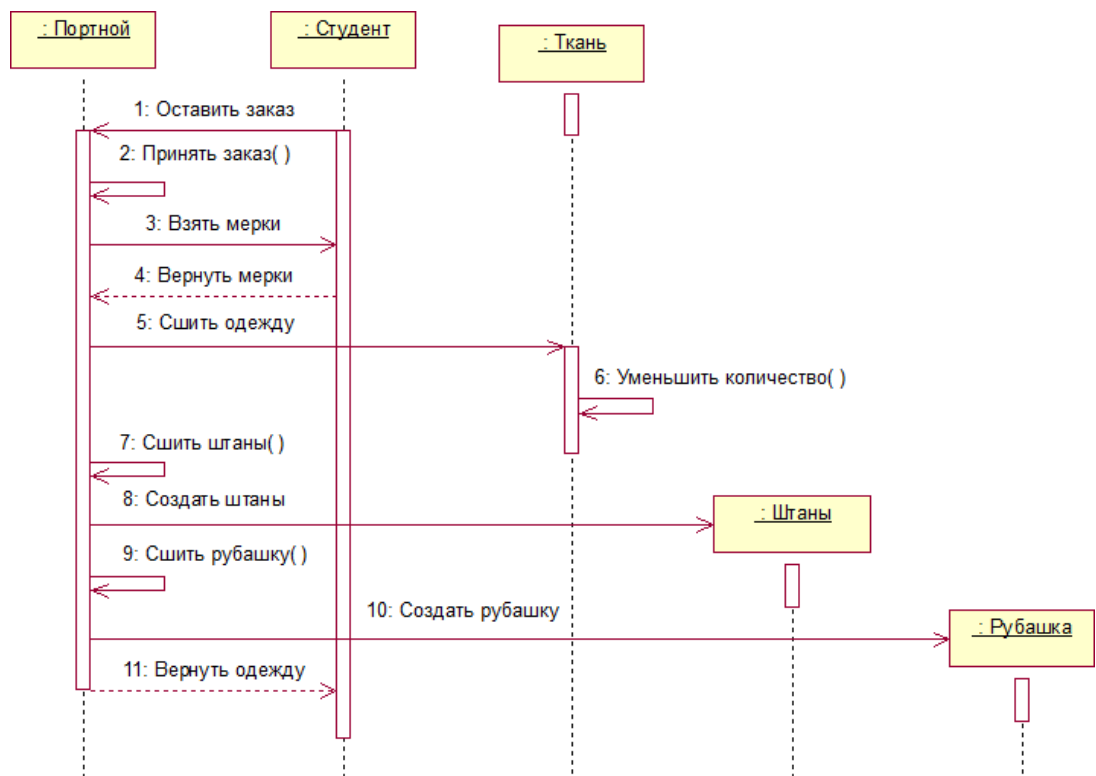 : Портной
: Студент
: Ткань
1: Оставить заказ
2: Принять заказ( )
3: Взять мерки
4: Вернуть мерки
5: Сшить одежду
6: Уменьшить количество( )
7: Сшить штаны( )
8: Создать штаны
: Штаны
9: Сшить рубашку( )
10: Создать рубашку
: Рубашка
11: Вернуть одежду